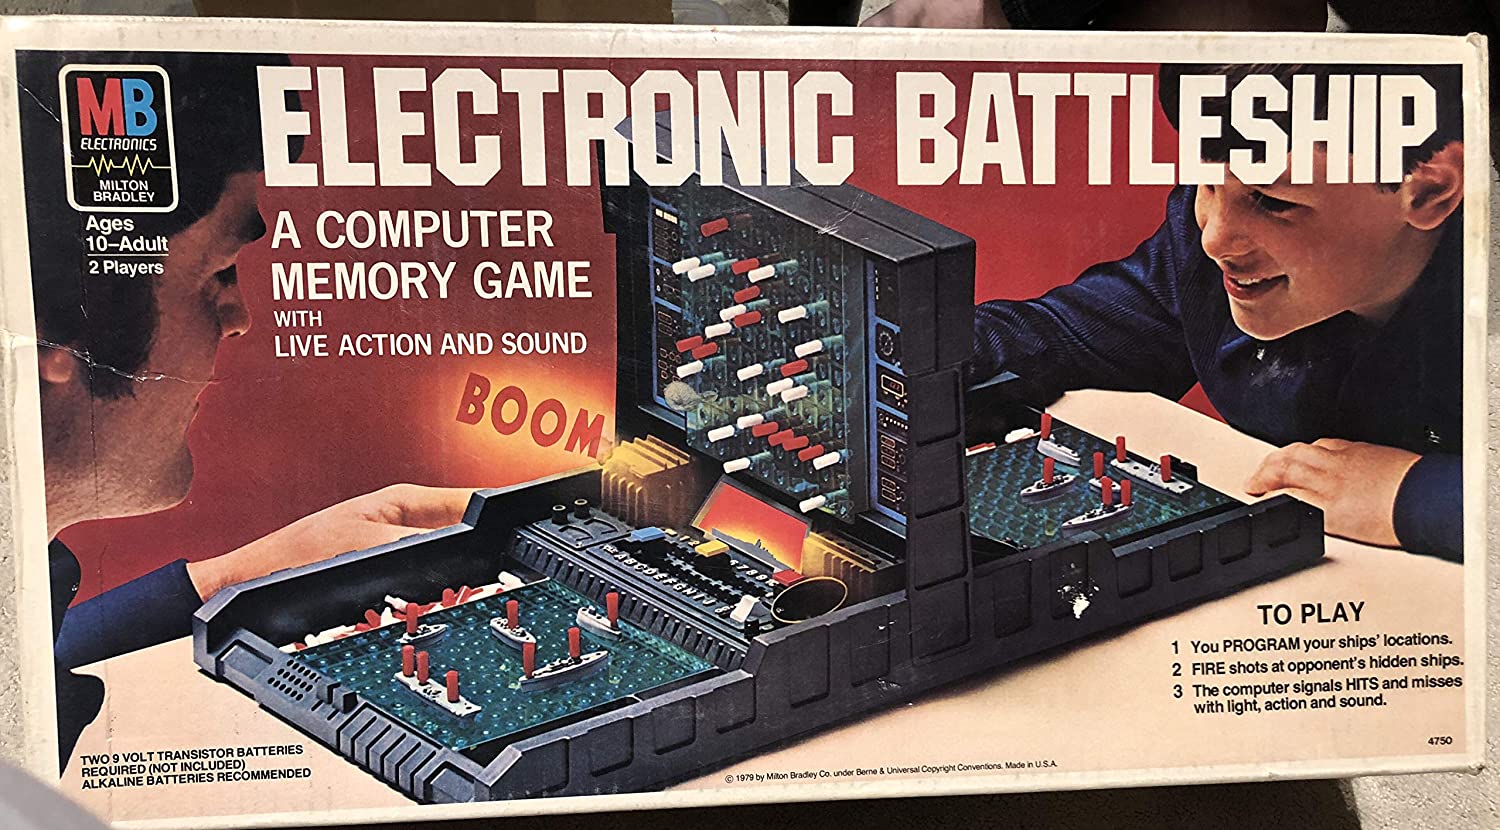 ELECTRONIC BATTLESHIP
MB
ELECTRONICS
MILTON
BRADLEY
Ages
10–Adult
2 Players
A COMPUTER
MEMORY GAME
WITH
LIVE ACTION AND SOUND
BOOM
ABCDEFGHIJ
TO PLAY
1 You PROGRAM your ships' locations.
2 FIRE shots at opponent's hidden ships.
3 The computer signals HITS and misses
with light, action and sound.
4750
TWO 9 VOLT TRANSISTOR BATTERIES
REQUIRED (NOT INCLUDED)
ALKALINE BATTERIES RECOMMENDED
© 1979 by Milton Bradley Co. under Berne & Universal Copyright Conventions. Made in U.S.A.